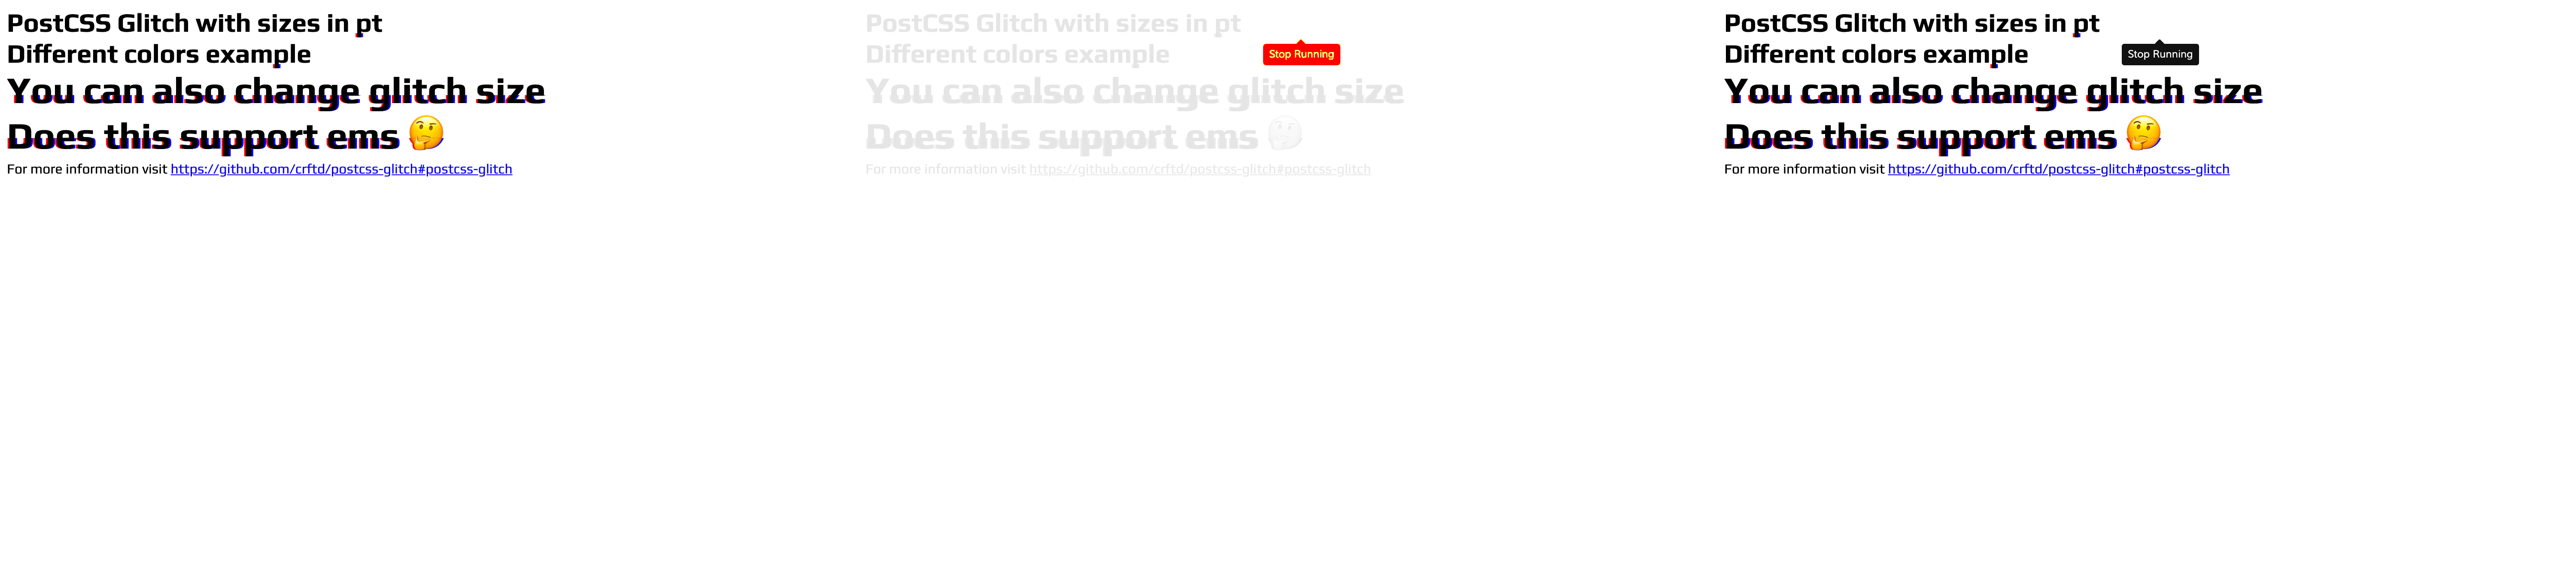 PostCSS Glitch with sizes in pt
Different colors example
You can also change glitch size
Does this support ems 🤔
For more information visit https://github.com/crftd/postcss-glitch#postcss-glitch
PostCSS Glitch with sizes in pt
Different colors example
Stop Running
You can also change glitch size
Does this support ems 🤔
For more information visit https://github.com/crftd/postcss-glitch#postcss-glitch
PostCSS Glitch with sizes in pt
Different colors example
Stop Running
You can also change glitch size
Does this support ems 🤔
For more information visit https://github.com/crftd/postcss-glitch#postcss-glitch